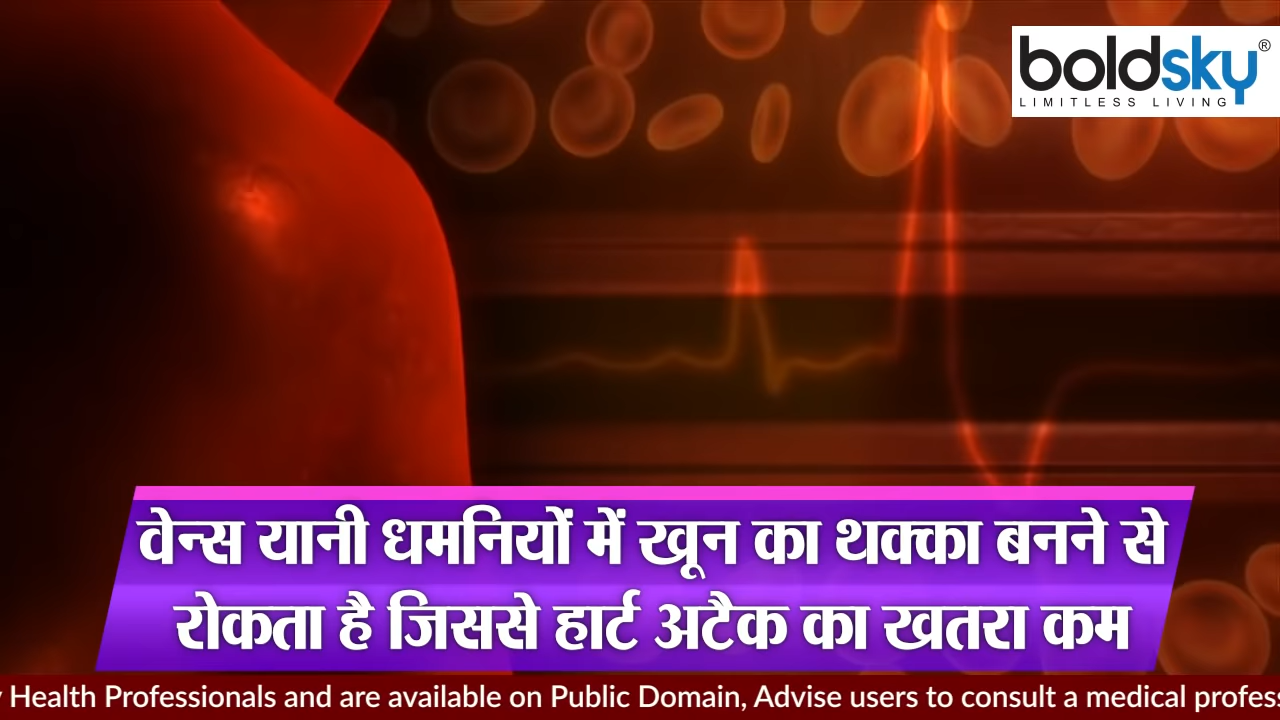 boldsky®
LIMITLESS LIVING
वेन्स यानी धमनियों में खून का थक्का बनने से
रोकता है जिससे हार्ट अटैक का खतरा कम
Health Professionals and are available on Public Domain, Advise users to consult a medical